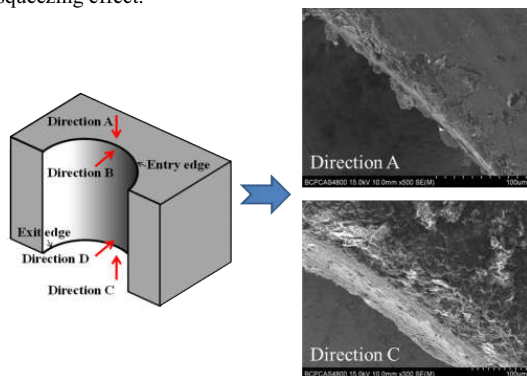 squeezing effect.
Direction A
Direction B
Entry edge
Exit edge
Direction D
Direction C
Direction A
BCPCAS4800 15.0kV 10.0mm x500 SE(M)
100um
Direction C
BCPCAS4800 15.0kV 10.0mm x300 SE(M)
100um